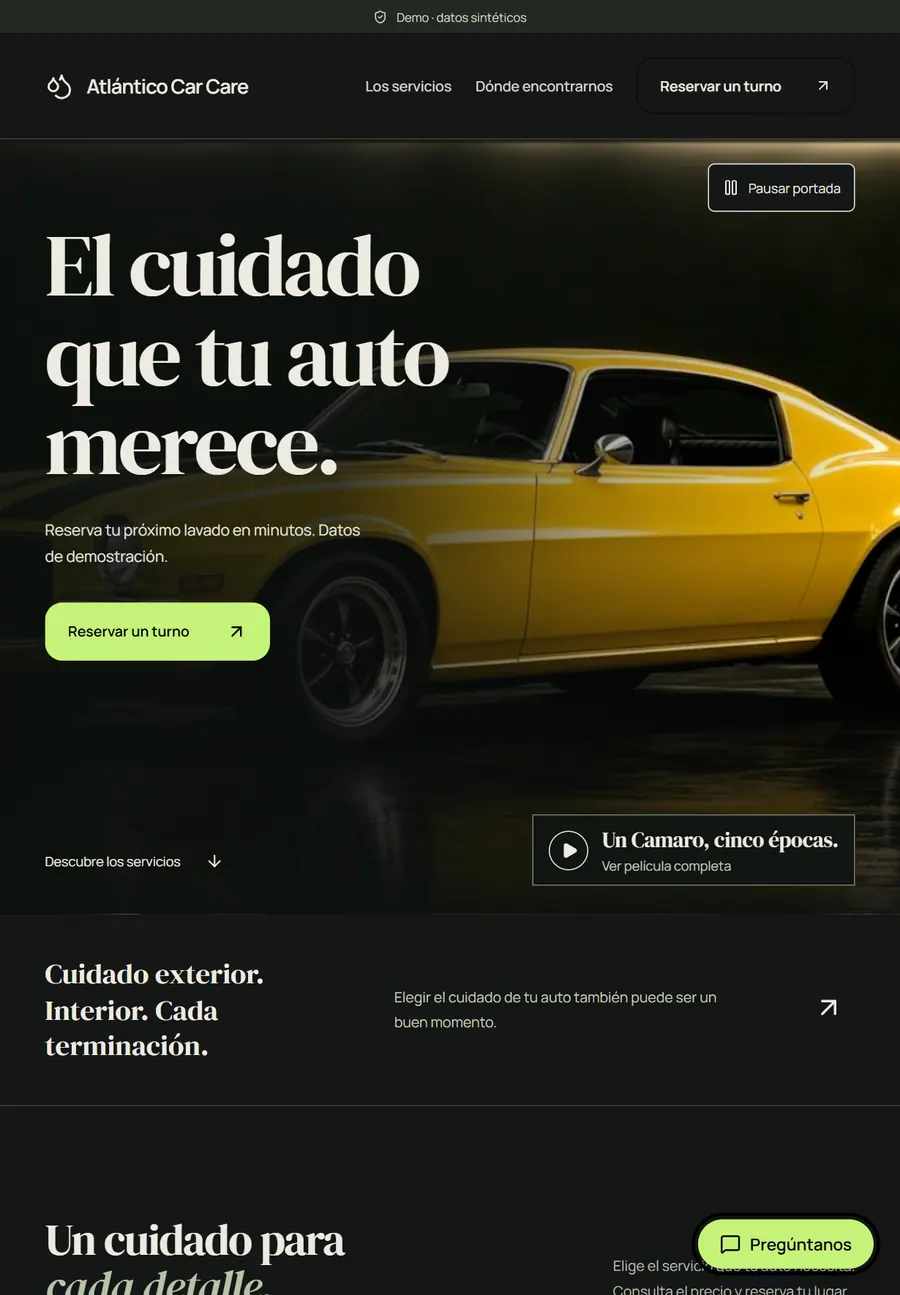 Demo · datos sintéticos
Atlántico Car Care
Los servicios
Dónde encontrarnos
Reservar un turno
Pausar portada
El cuidado
que tu auto
merece.
Reserva tu próximo lavado en minutos. Datos
de demostración.
Reservar un turno
Descubre los servicios
Un Camaro, cinco épocas.
Ver película completa
Cuidado exterior.
Interior. Cada
terminación.
Elegir el cuidado de tu auto también puede ser un
buen momento.
Un cuidado para
cada detalle.
Pregúntanos
Elige el
Consulta el precio y reserva tu lugar.